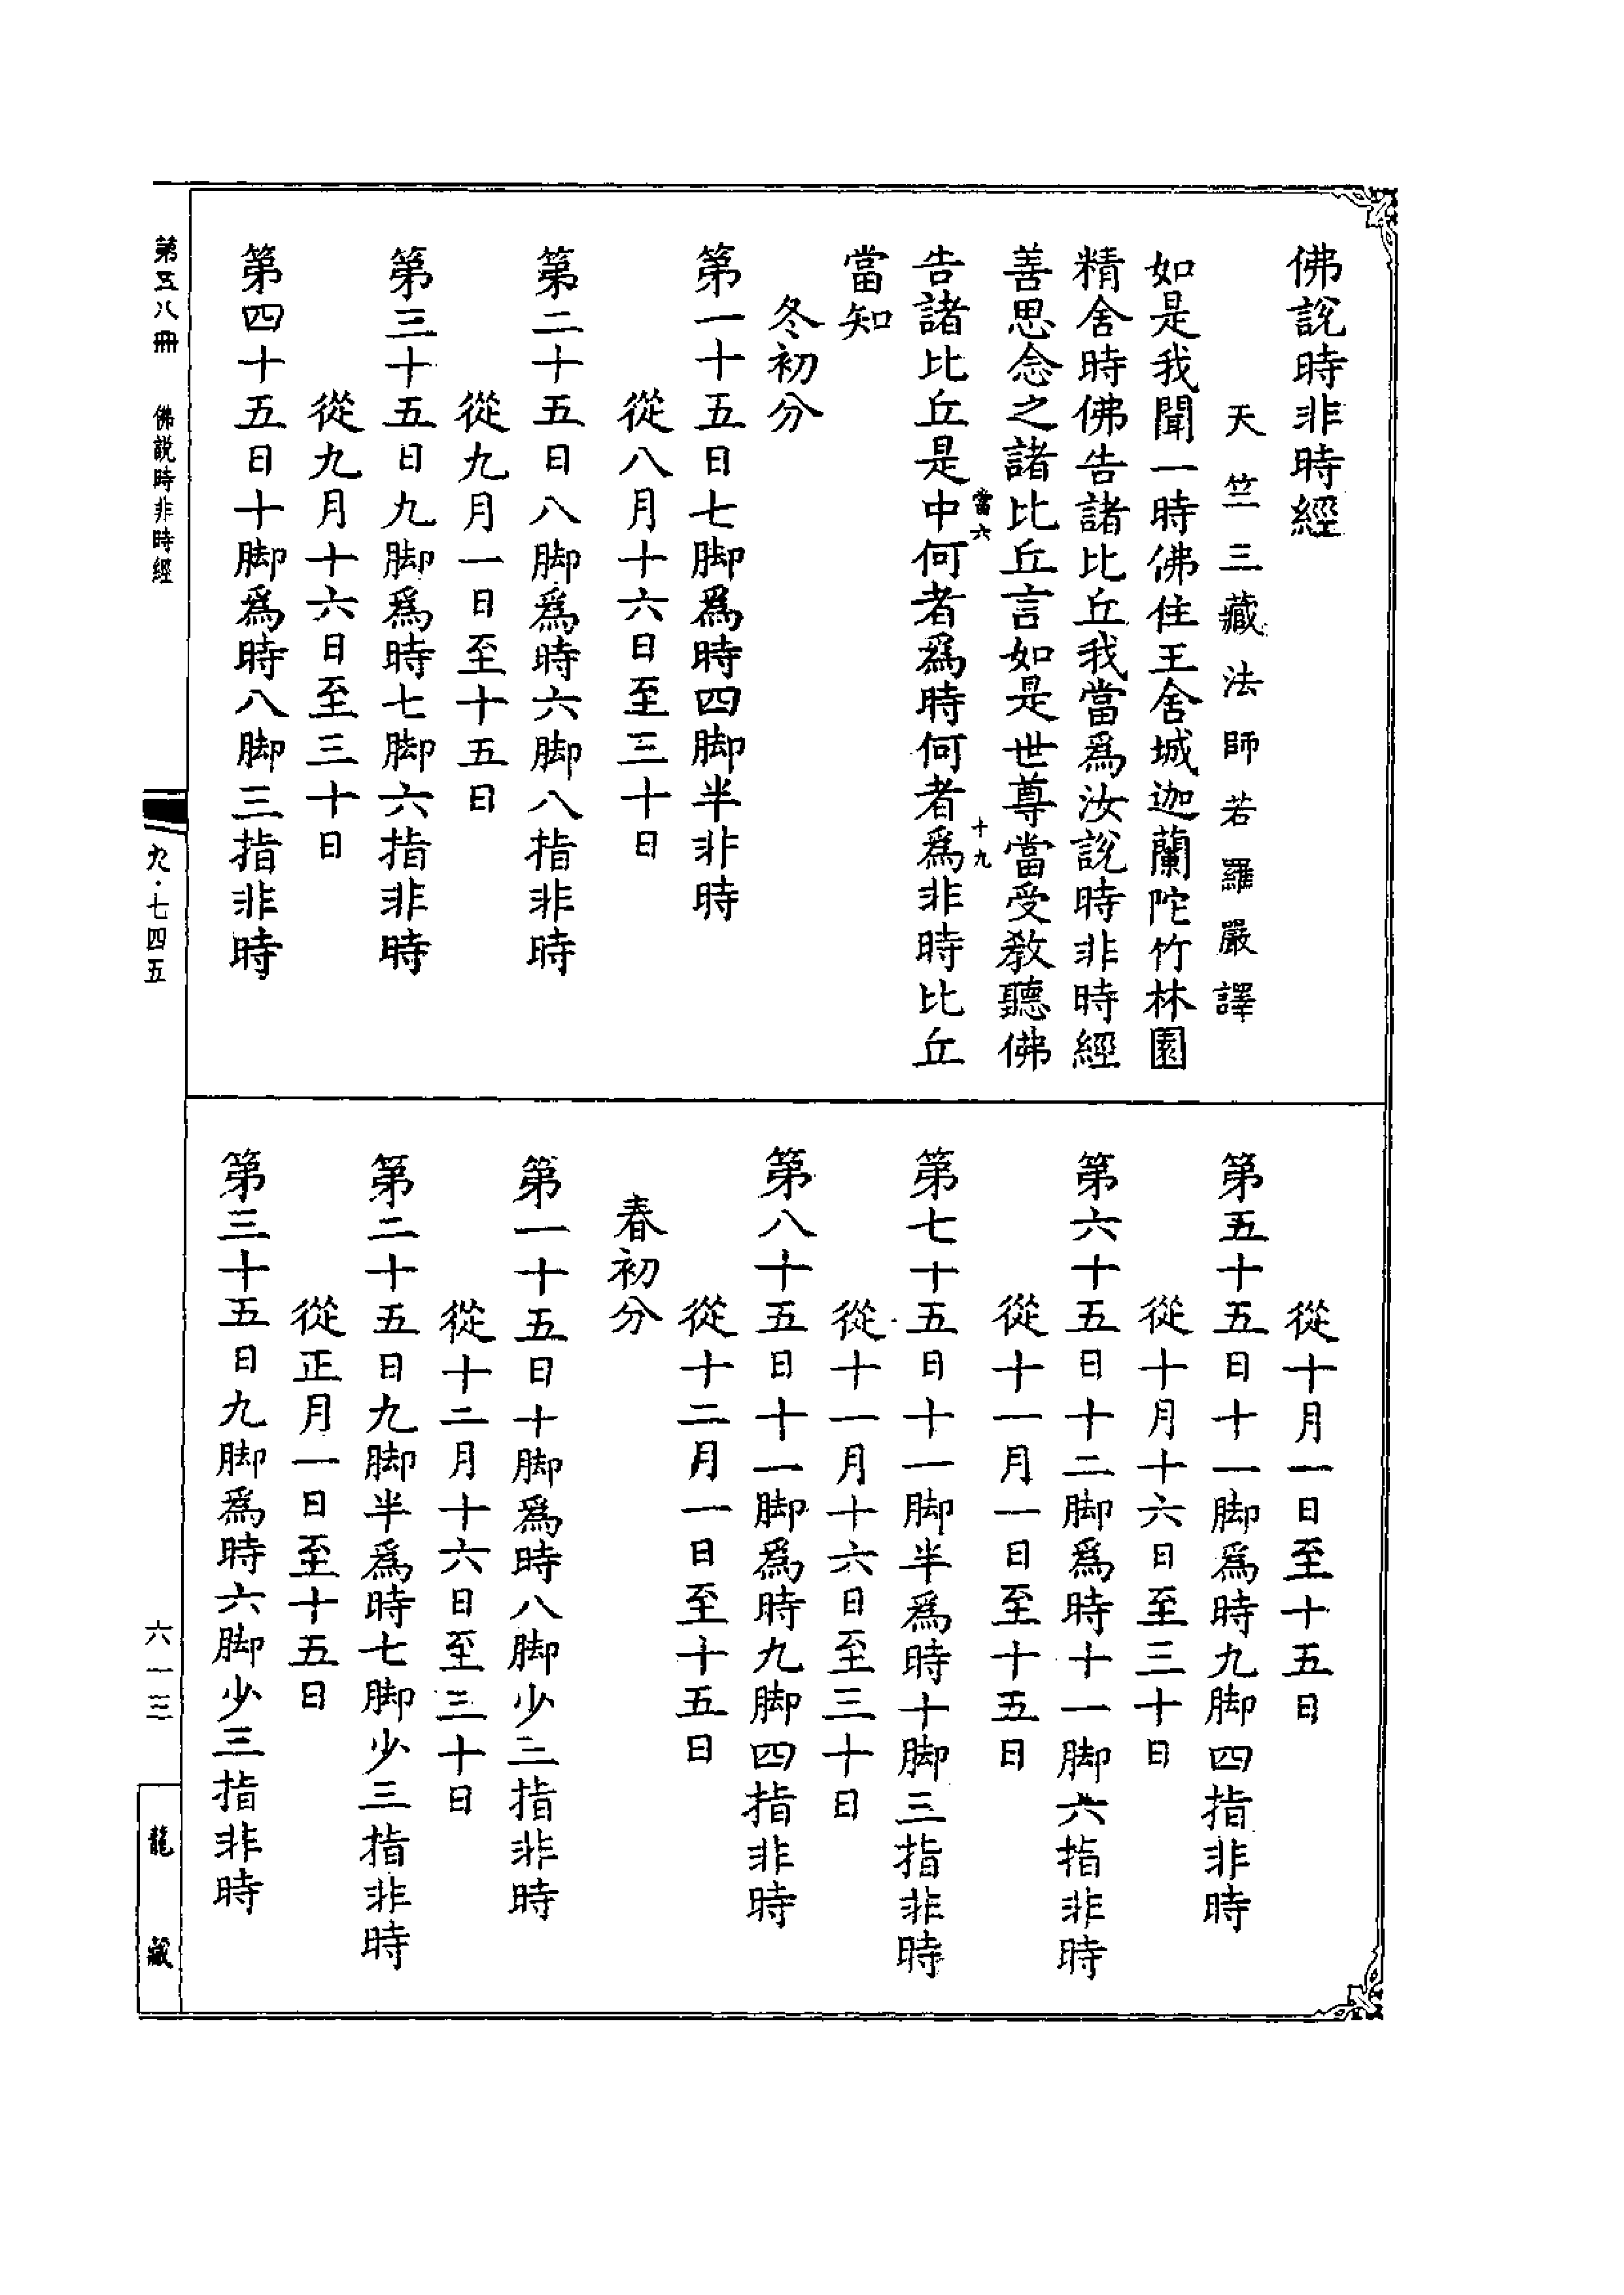 佛說時非時經
天竺三藏法師若羅嚴譯
如是我聞一時佛住王舍城迦蘭陀竹林園
精舍時佛告諸比丘我當爲汝說時非時經
善思念之諸比丘言如是世尊當受教聽佛
當六
十九
告諸比丘是中何者爲時何者爲非時比丘
當知
冬初分
第一十五日七脚爲時四脚半非時
從八月十六日至三十日
第二十五日八脚爲時六脚八指非時
從九月一日至十五日
第三十五日九脚爲時七脚六指非時
從九月十六日至三十日
第四十五日十脚爲時八脚三指非時
從十月一日至十五日
第五十五日十一脚爲時九脚四指非時
從十月十六日至三十日
第六十五日十二脚爲時十一脚六指非時
從十一月一日至十五日
第七十五日十一脚半爲時十脚三指非時
從十一月十六日至三十日
第八十五日十一脚爲時九脚四指非時
從十二月一日至十五日
春初分
第一十五日十脚爲時八脚少三指非時
從十二月十六日至三十日
第二十五日九脚半爲時七脚少三指非時
從正月一日至十五日
第三十五日九脚爲時六脚少三指非時
第五八冊 佛説時非時經
九·七四五
六一三
龍藏